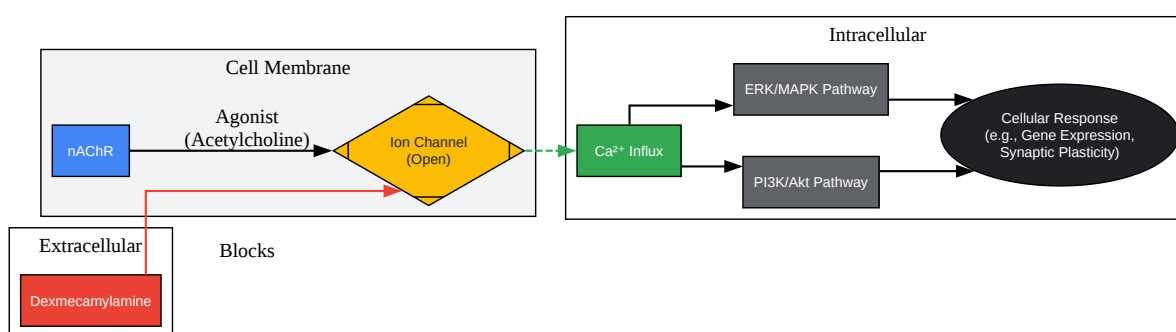 Intracellular
Cell Membrane
ERK/MAPK Pathway
Agonist
(Acetylcholine)
nAChR
Ion Channel
(Open)
Ca²⁺ Influx
Cellular Response
(e.g., Gene Expression,
Synaptic Plasticity)
PI3K/Akt Pathway
Extracellular
Blocks
Dexmecamylamine